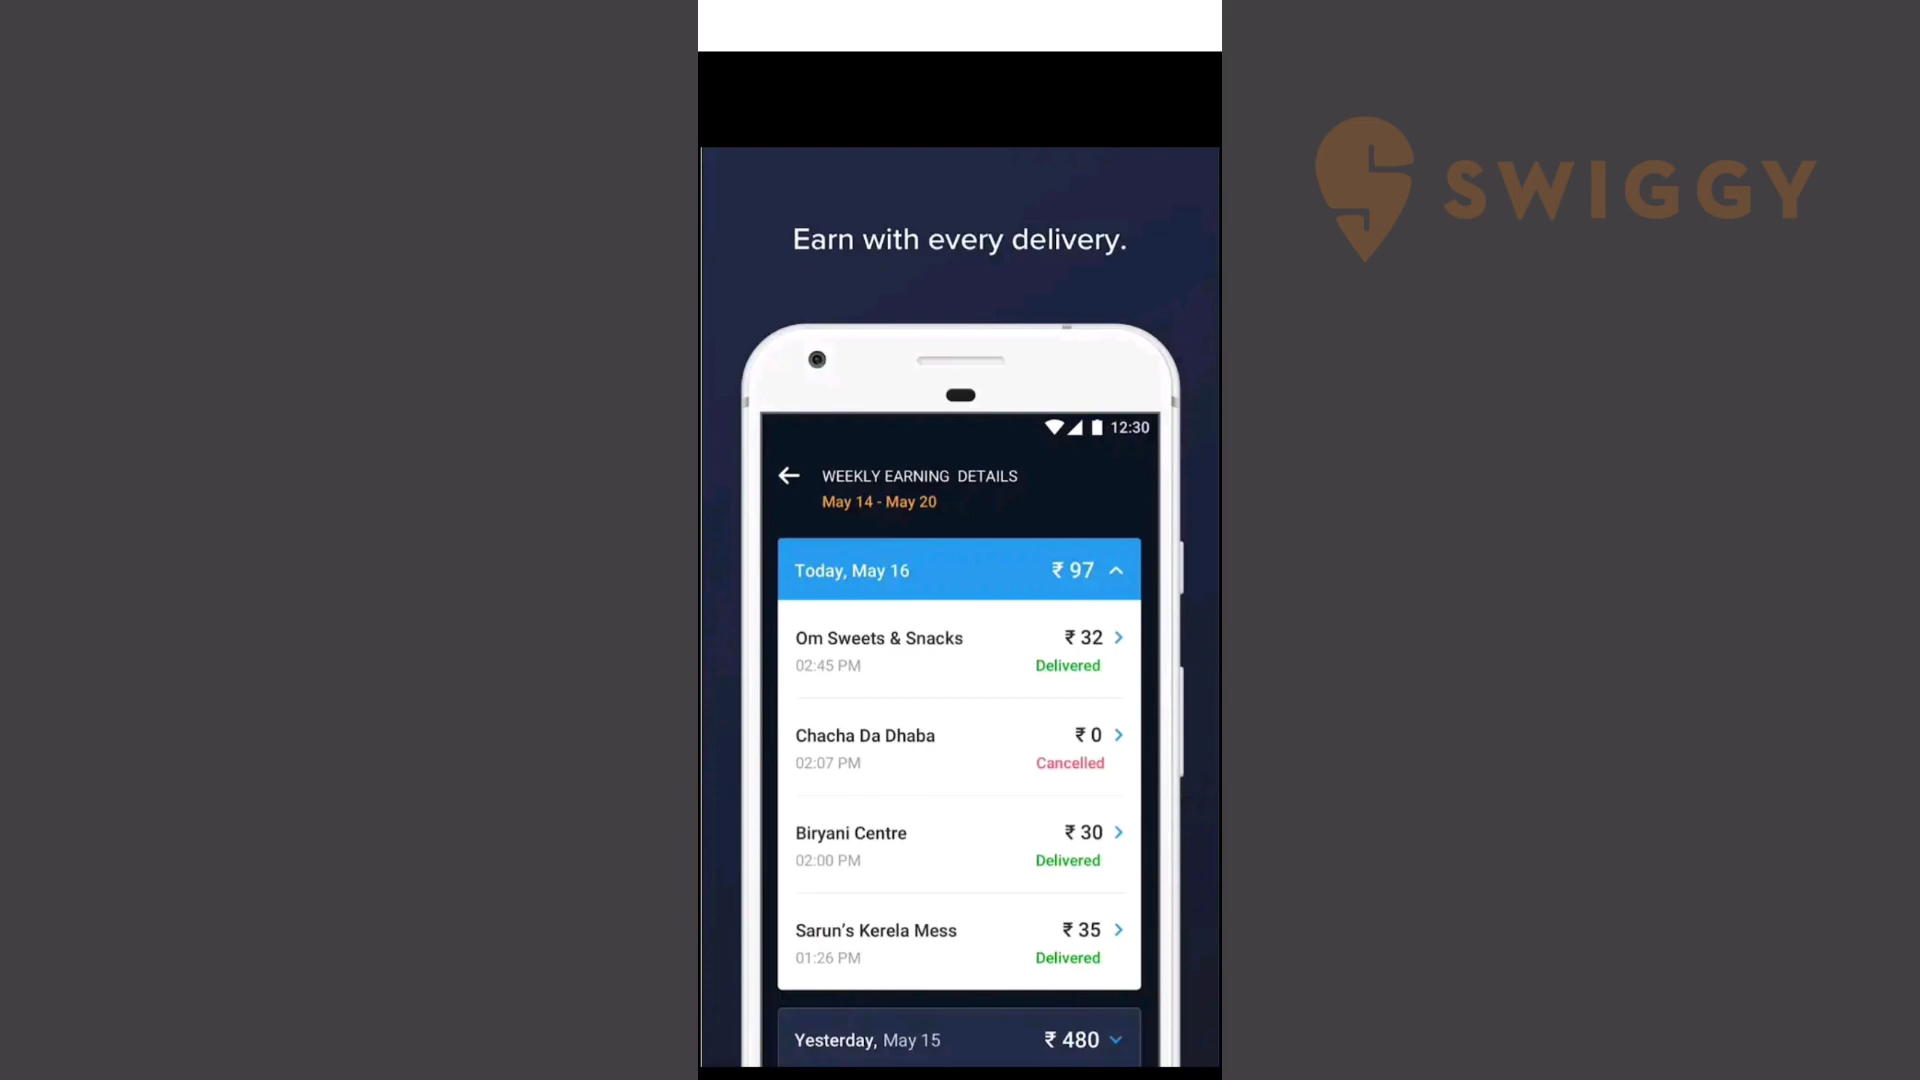 SWIGGY
Earn with every delivery.
12:30
WEEKLY EARNING DETAILS
May 14 - May 20
Today, May 16 ₹ 97
Om Sweets & Snacks ₹ 32
02:45 PM Delivered
Chacha Da Dhaba ₹ 0
02:07 PM Cancelled
Biryani Centre ₹ 30
02:00 PM Delivered
Sarun’s Kerela Mess ₹ 35
01:26 PM Delivered
Yesterday, May 15 ₹ 480